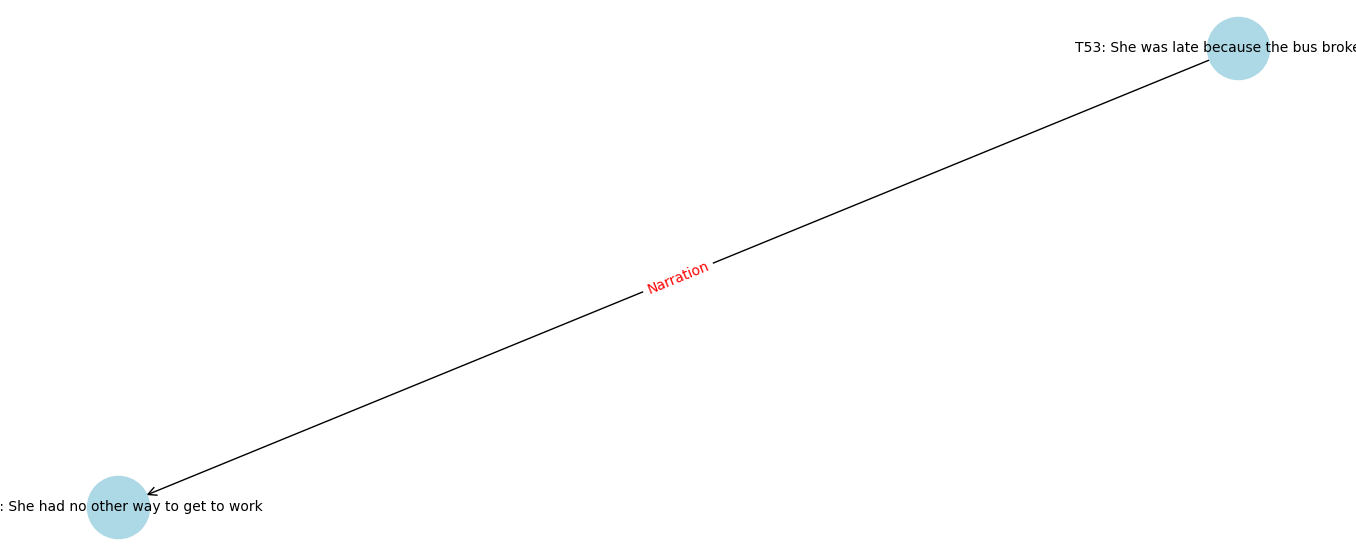 T53: She was late because the bus broke
Narration
: She had no other way to get to work